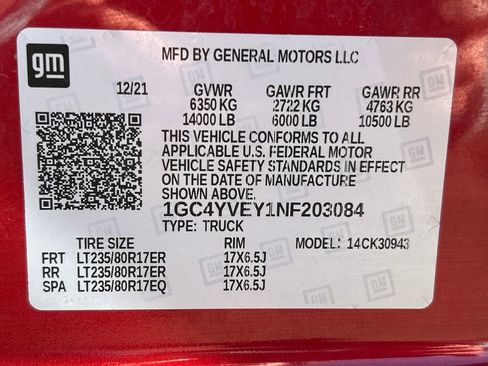 gm
MFD BY GENERAL MOTORS LLC
12/21 GVWR GAWR FRT GAWR RR
6350 KG 2722 KG 4763 KG
14000 LB 6000 LB 10500 LB
THIS VEHICLE CONFORMS TO ALL
APPLICABLE U.S. FEDERAL MOTOR
VEHICLE SAFETY STANDARDS IN EFFECT
ON THE DATE OF MANUFACTURE
SHOWN ABOVE.
1GC4YVEY1NF203084
TYPE: TRUCK
TIRE SIZE RIM MODEL: 14CK30943
FRT LT235/80R17ER 17X6.5J
RR LT235/80R17ER 17X6.5J
SPA LT235/80R17EQ 17X6.5J